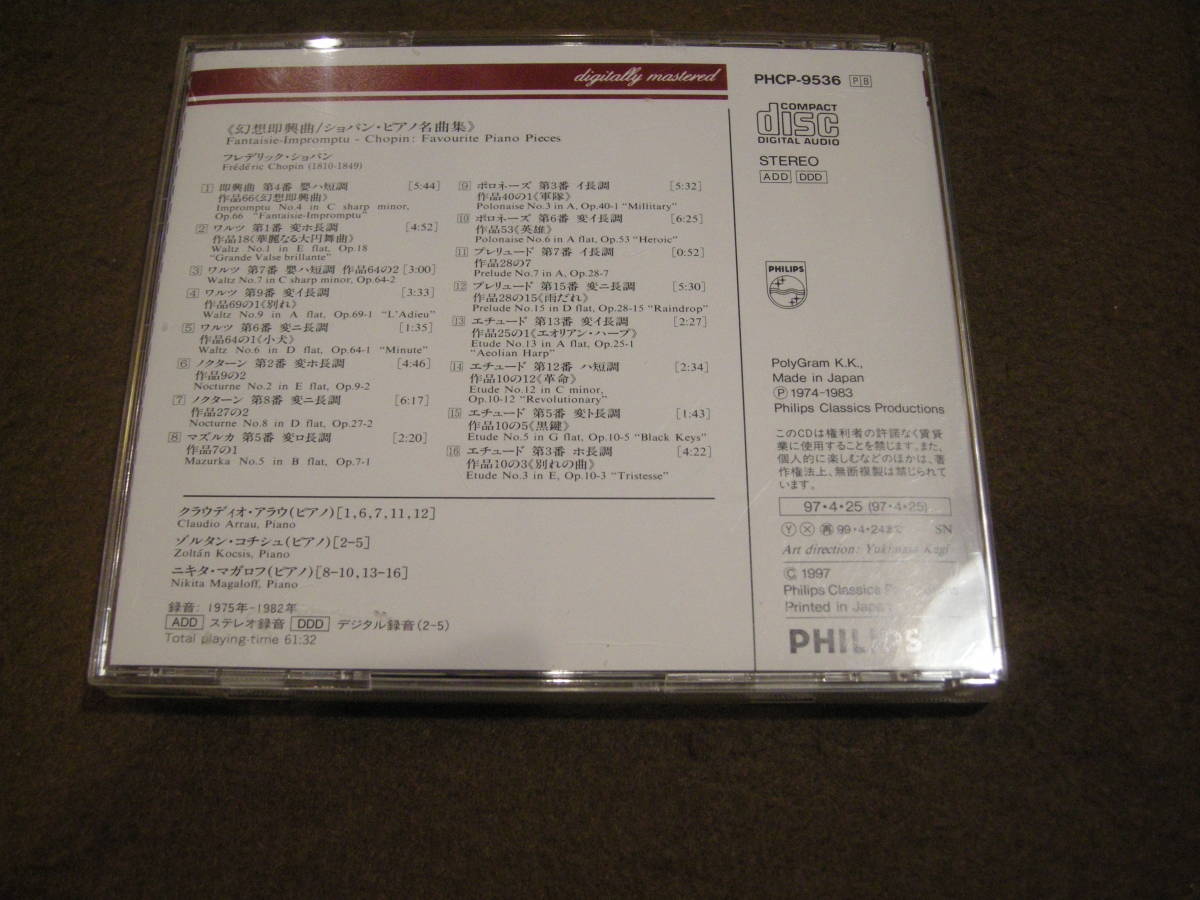 digitally mastered
《幻想即興曲/ショパン・ピアノ名曲集》
Fantaisie-Impromptu - Chopin: Favourite Piano Pieces
フレデリック・ショパン
Frédéric Chopin (1810-1849)
1 即興曲 第4番 嬰ハ短調 [5:44]
作品66《幻想即興曲》
Impromptu No.4 in C sharp minor,
Op.66 "Fantaisie-Impromptu"
2 ワルツ 第1番 変ホ長調 [4:52]
作品18《華麗なる大円舞曲》
Waltz No.1 in E flat, Op.18
"Grande Valse brillante"
3 ワルツ 第7番 嬰ハ短調 作品64の2 [3:00]
Waltz No.7 in C sharp minor, Op.64-2
4 ワルツ 第9番 変イ長調 [3:33]
作品69の1《別れ》
Waltz No.9 in A flat, Op.69-1 "L'Adieu"
5 ワルツ 第6番 変ニ長調 [1:35]
作品64の1《小犬》
Waltz No.6 in D flat, Op.64-1 "Minute"
6 ノクターン 第2番 変ホ長調 [4:46]
作品9の2
Nocturne No.2 in E flat, Op.9-2
7 ノクターン 第8番 変ニ長調 [6:17]
作品27の2
Nocturne No.8 in D flat, Op.27-2
8 マズルカ 第5番 変ロ長調 [2:20]
作品7の1
Mazurka No.5 in B flat, Op.7-1
9 ポロネーズ 第3番 イ長調 [5:32]
作品40の1《軍隊》
Polonaise No.3 in A, Op.40-1 "Millitary"
10 ポロネーズ 第6番 変イ長調 [6:25]
作品53《英雄》
Polonaise No.6 in A flat, Op.53 "Heroic"
11 プレリュード 第7番 イ長調 [0:52]
作品28の7
Prelude No.7 in A, Op.28-7
12 プレリュード 第15番 変ニ長調 [5:30]
作品28の15《雨だれ》
Prelude No.15 in D flat, Op.28-15 "Raindrop"
13 エチュード 第13番 変イ長調 [2:27]
作品25の1《エオリアン・ハープ》
Etude No.13 in A flat, Op.25-1
"Aeolian Harp"
14 エチュード 第12番 ハ短調 [2:34]
作品10の12《革命》
Etude No.12 in C minor,
Op.10-12 "Revolutionary"
15 エチュード 第5番 変ト長調 [1:43]
作品10の5《黒鍵》
Etude No.5 in G flat, Op.10-5 "Black Keys"
16 エチュード 第3番 ホ長調 [4:22]
作品10の3《別れの曲》
Etude No.3 in E, Op.10-3 "Tristesse"
クラウディオ・アラウ(ピアノ)[1,6,7,11,12]
Claudio Arrau, Piano
ゾルタン・コチシュ(ピアノ)[2-5]
Zoltán Kocsis, Piano
ニキタ・マガロフ(ピアノ)[8-10,13-16]
Nikita Magaloff, Piano
録音: 1975年-1982年
ADD ステレオ録音 DDD デジタル録音(2-5)
Total playing-time 61:32
PHCP-9536 PB
COMPACT
disc
DIGITAL AUDIO
STEREO
ADD DDD
PHILIPS
PolyGram K.K.,
Made in Japan
Ⓟ 1974-1983
Philips Classics Productions
このCDは権利者の許諾なく賃貸
業に使用することを禁じます。また、
個人的に楽しむなどのほかは、著
作権法上、無断複製は禁じられて
います。
97・4・25 (97・4・25)
Ⓨ Ⓧ 再 99・4・24まで SN
Art direction: Yukimasa Kagi
© 1997
Philips Classics Productions
Printed in Japan
PHILIPS